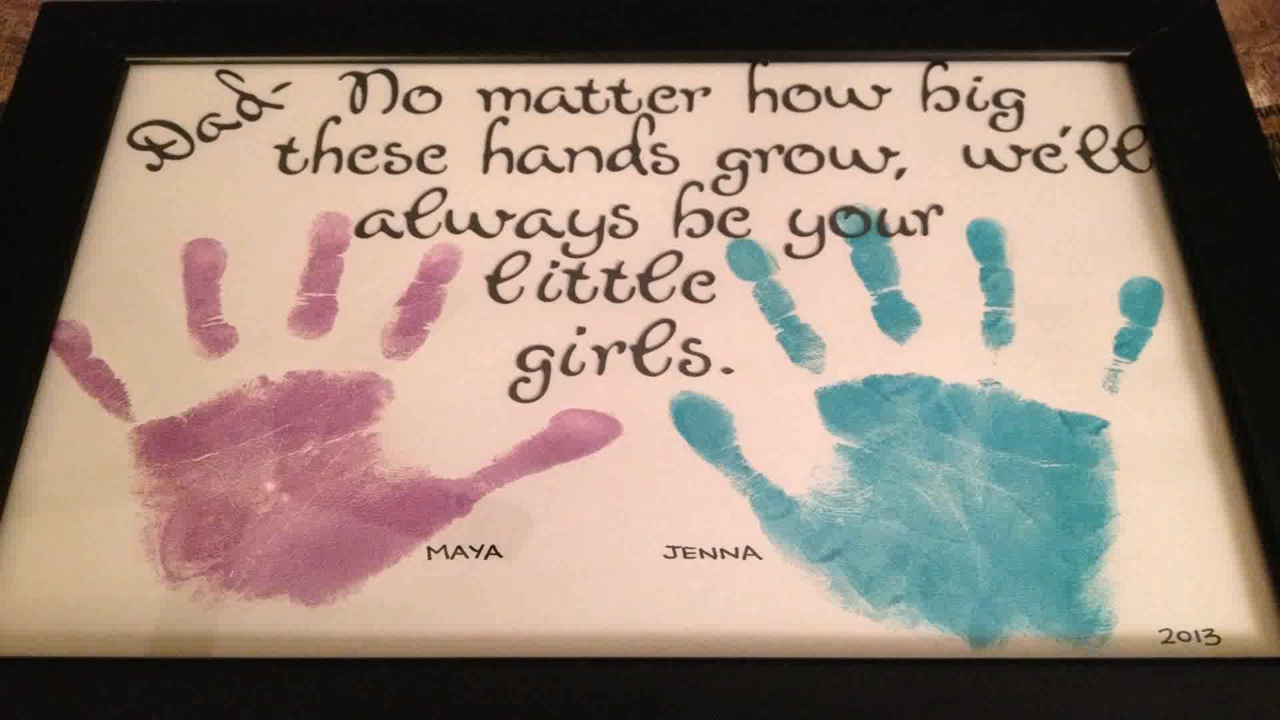 Dad- No matter how big
these hands grow, we'll
always be your
little
girls.
MAYA
JENNA
2013